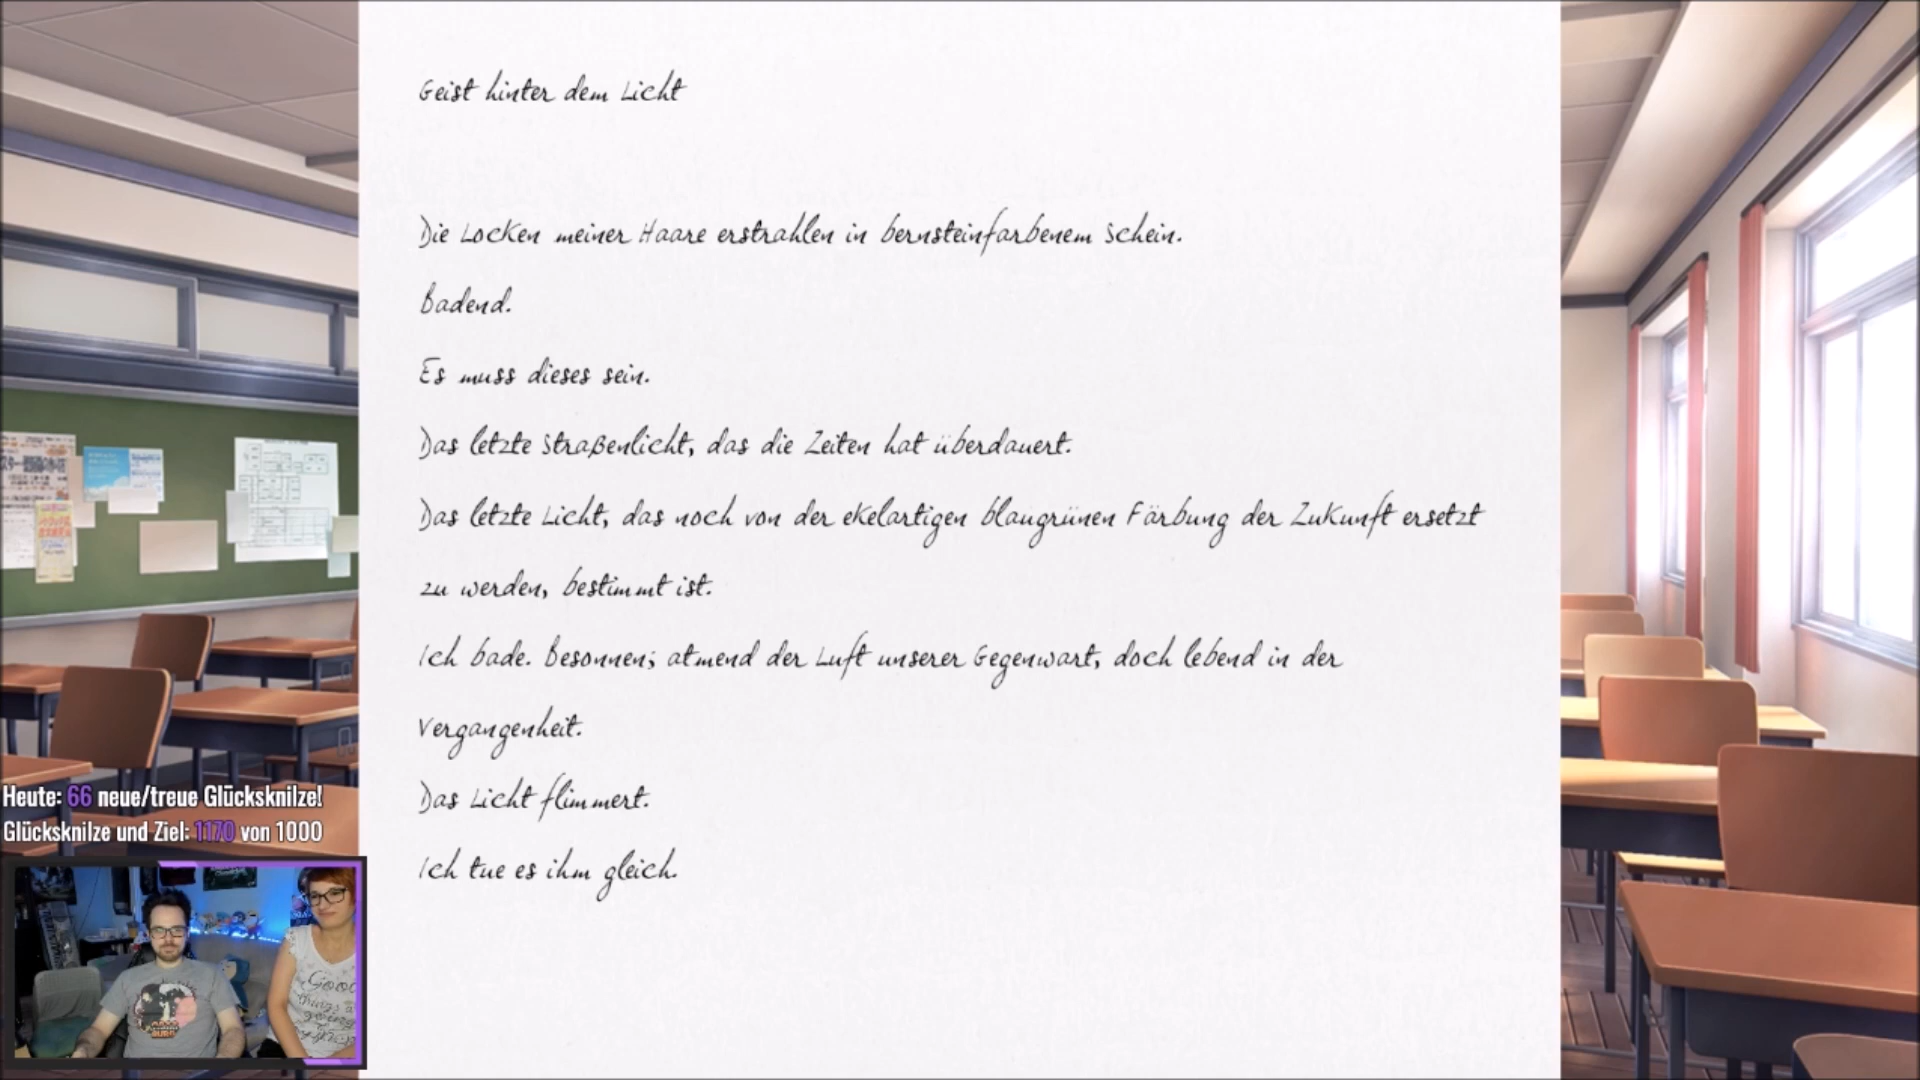 Geist hinter dem Licht
Die Locken meiner Haare erstrahlen in bernsteinfarbenem Schein.
Badend.
Es muss dieses sein.
Das letzte Straßenlicht, das die Zeiten hat überdauert.
Das letzte Licht, das noch von der ekelartigen blaugrünen Färbung der Zukunft ersetzt
zu werden, bestimmt ist.
Ich bade. Besonnen; atmend der Luft unserer Gegenwart, doch lebend in der
Vergangenheit.
Das Licht flimmert.
Ich tue es ihm gleich.
Heute: 66 neue/treue Glücksknilze!
Glücksknilze und Ziel: 1170 von 1000
Good
things a
going